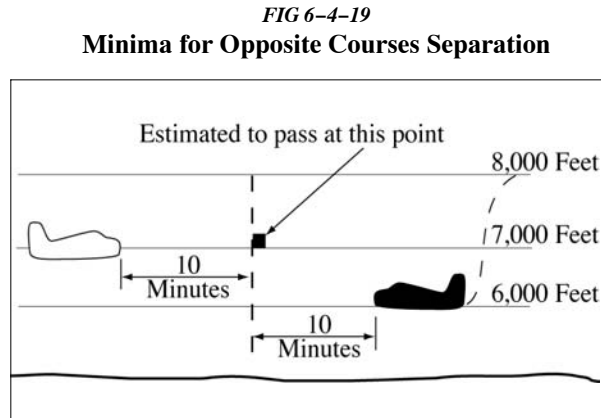 FIG 6–4–19
Minima for Opposite Courses Separation
Estimated to pass at this point
8,000 Feet
7,000 Feet
10
Minutes
6,000 Feet
10
Minutes